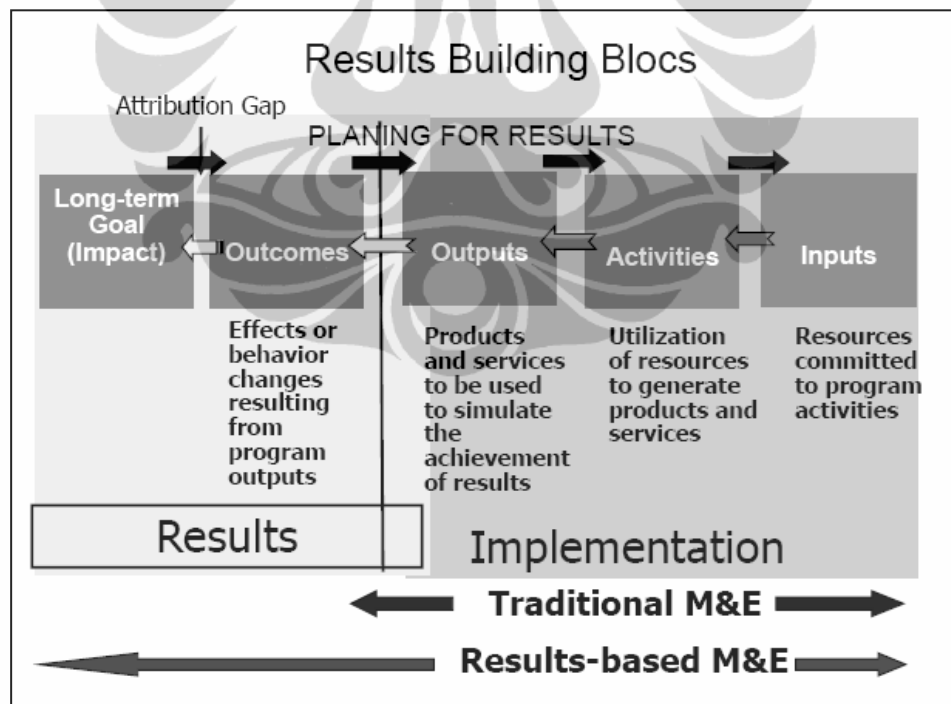 Results Building Blocs
Attribution Gap
PLANING FOR RESULTS
Long-term
Goal
(Impact)
Outcomes
Outputs
Activities
Inputs
Effects or
behavior
changes
resulting
from
program
outputs
Products
and services
to be used
to simulate
the
achievement
of results
Utilization
of resources
to generate
products and
services
Resources
committed
to program
activities
Results
Implementation
Traditional M&E
Results-based M&E